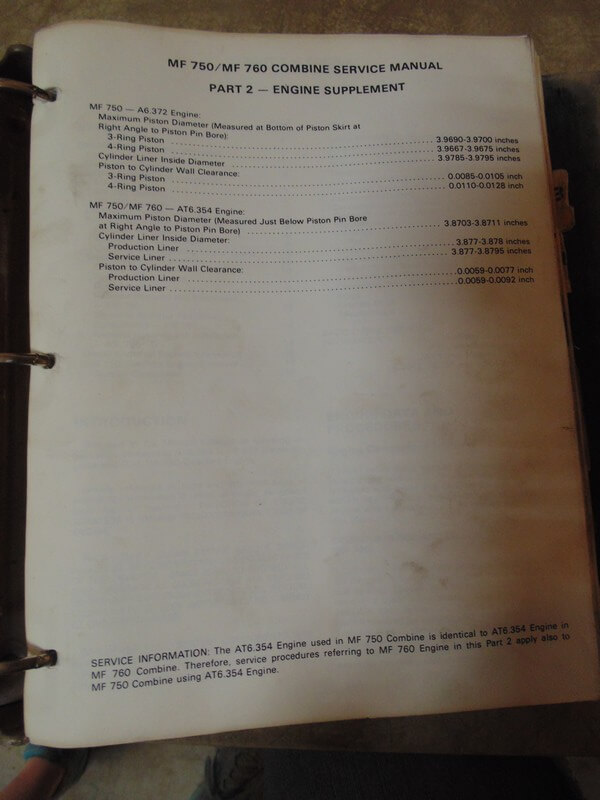 MF 750/MF 760 COMBINE SERVICE MANUAL
PART 2 — ENGINE SUPPLEMENT
MF 750 — A6.372 Engine:
Maximum Piston Diameter (Measured at Bottom of Piston Skirt at
Right Angle to Piston Pin Bore):
3-Ring Piston ........ 3.9690-3.9700 inches
4-Ring Piston ........ 3.9667-3.9675 inches
Cylinder Liner Inside Diameter ........ 3.9785-3.9795 inches
Piston to Cylinder Wall Clearance:
3-Ring Piston ........ 0.0085-0.0105 inch
4-Ring Piston ........ 0.0110-0.0128 inch
MF 750/MF 760 — AT6.354 Engine:
Maximum Piston Diameter (Measured Just Below Piston Pin Bore
at Right Angle to Piston Pin Bore) ........ 3.8703-3.8711 inches
Cylinder Liner Inside Diameter:
Production Liner ........ 3.877-3.878 inches
Service Liner ........ 3.877-3.8795 inches
Piston to Cylinder Wall Clearance:
Production Liner ........ 0.0059-0.0077 inch
Service Liner ........ 0.0059-0.0092 inch
SERVICE INFORMATION: The AT6.354 Engine used in MF 750 Combine is identical to AT6.354 Engine in
MF 760 Combine. Therefore, service procedures referring to MF 760 Engine in this Part 2 apply also to
MF 750 Combine using AT6.354 Engine.